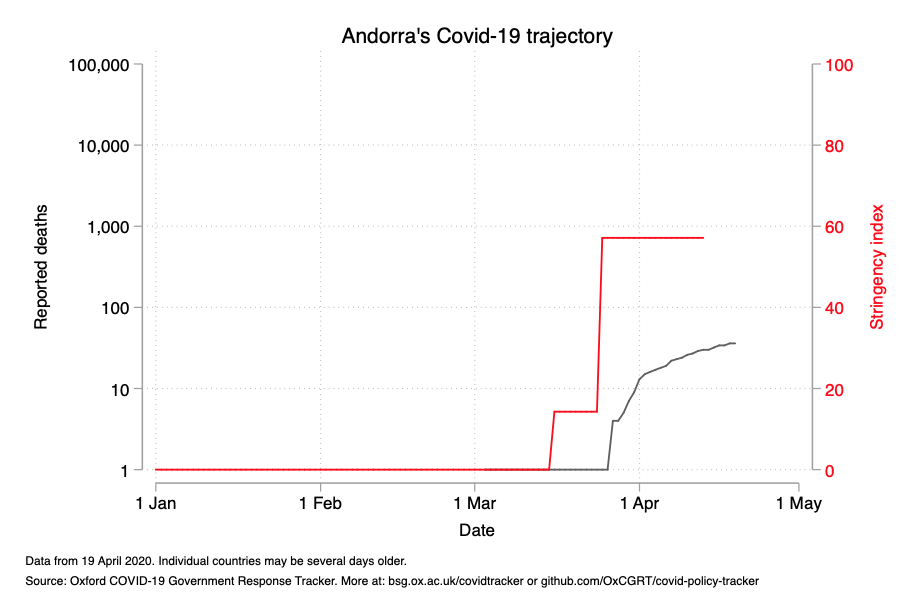 Andorra's Covid-19 trajectory
100,000
10,000
1,000
100
10
1
Reported deaths
100
80
60
40
20
0
Stringency index
1 Jan
1 Feb
1 Mar
1 Apr
1 May
Date
Data from 19 April 2020. Individual countries may be several days older.
Source: Oxford COVID-19 Government Response Tracker. More at: bsg.ox.ac.uk/covidtracker or github.com/OxCGRT/covid-policy-tracker